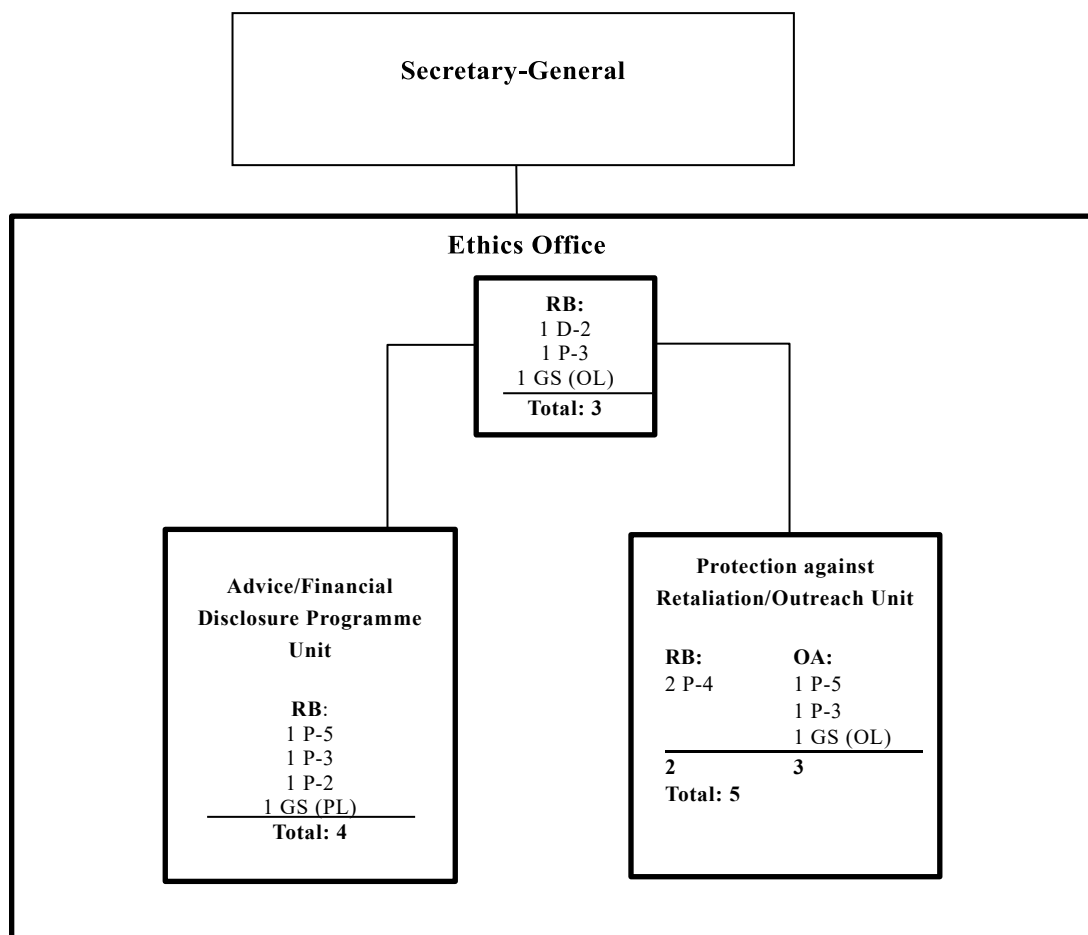 Secretary-General
Ethics Office
RB:
1 D-2
1 P-3
1 GS (OL)
Total: 3
Advice/Financial
Disclosure Programme
Unit
RB:
1 P-5
1 P-3
1 P-2
1 GS (PL)
Total: 4
Protection against
Retaliation/Outreach Unit
RB: OA:
2 P-4 1 P-5
1 P-3
1 GS (OL)
2 3
Total: 5